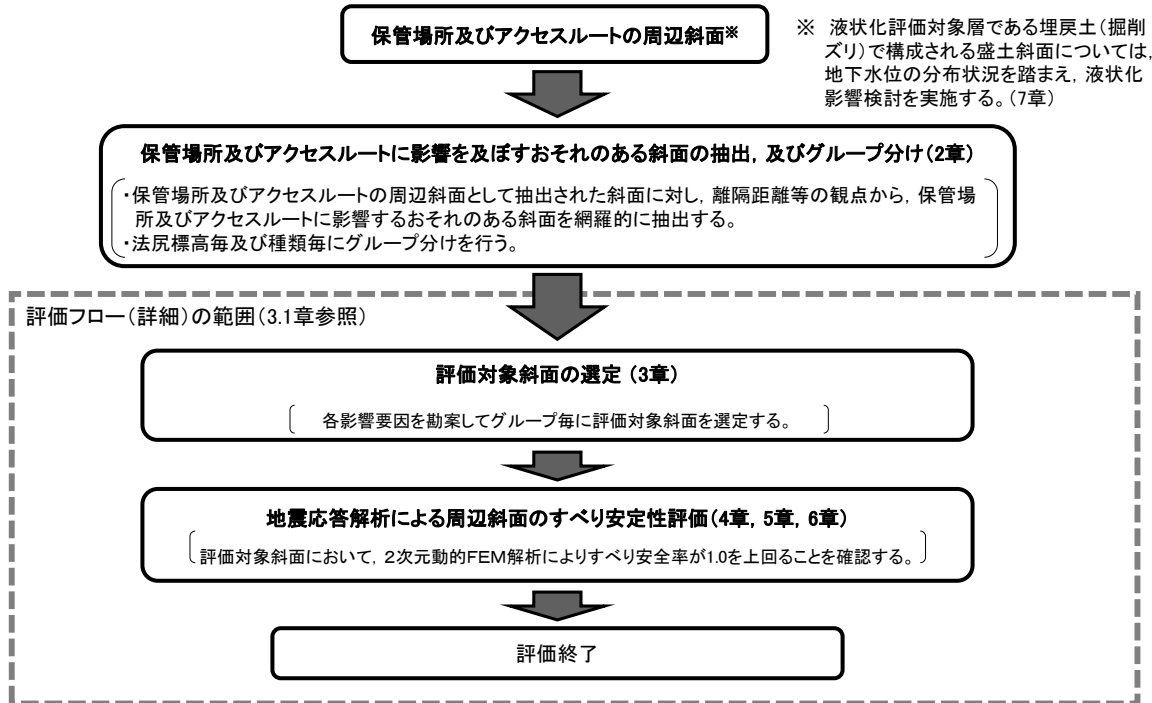 保管場所及びアクセスルートの周辺斜面※
※ 液状化評価対象層である埋戻土（掘削
ズリ）で構成される盛土斜面については，
地下水位の分布状況を踏まえ，液状化
影響検討を実施する。（7章）
保管場所及びアクセスルートに影響を及ぼすおそれのある斜面の抽出，及びグループ分け（2章）
・保管場所及びアクセスルートの周辺斜面として抽出された斜面に対し，離隔距離等の観点から，保管場
所及びアクセスルートに影響するおそれのある斜面を網羅的に抽出する。
・法尻標高毎及び種類毎にグループ分けを行う。
評価フロー（詳細）の範囲（3.1章参照）
評価対象斜面の選定 （3章）
各影響要因を勘案してグループ毎に評価対象斜面を選定する。
地震応答解析による周辺斜面のすべり安定性評価（4章，5章，6章）
評価対象斜面において，２次元動的ＦＥＭ解析によりすべり安全率が1.0を上回ることを確認する。
評価終了